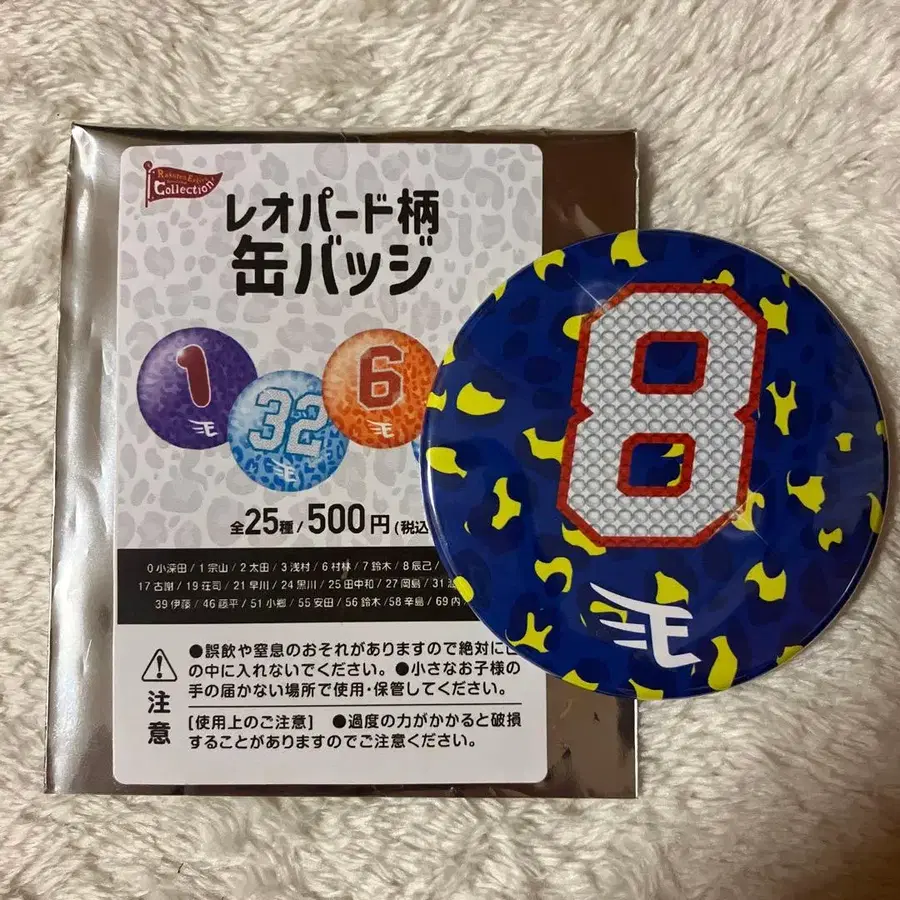 Rakuten Eagles
Collection
レオパード柄
缶バッジ
1
32
6
E
E
E
全25種/500円(税込
0 小深田 / 1 宗山 / 2 太田 / 3 浅村 / 6 村林 / 7 鈴木 / 8 辰己 /
17 古謝 / 19 荘司 / 21 早川 / 24 黒川 / 25 田中和 / 27 岡島 / 31
39 伊藤 / 46 藤平 / 51 小郷 / 55 安田 / 56 鈴木 / 58 辛島 / 69 内
注意
●誤飲や窒息のおそれがありますので絶対に
の中に入れないでください。●小さなお子様の
手の届かない場所で使用・保管してください。
[使用上のご注意] ●過度の力がかかると破損
することがありますのでご注意ください。
8
E